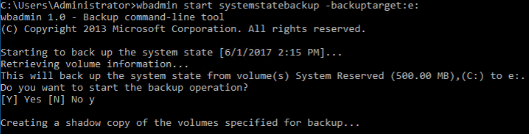 C:\Users\Administrator>wbadmin start systemstatebackup -backuptarget:e:
wbadmin 1.0 - Backup command-line tool
(C) Copyright 2013 Microsoft Corporation. All rights reserved.
Starting to back up the system state [6/1/2017 2:15 PM]...
Retrieving volume information...
This will back up the system state from volume(s) System Reserved (500.00 MB),(C:) to e:.
Do you want to start the backup operation?
[Y] Yes [N] No y
Creating a shadow copy of the volumes specified for backup...